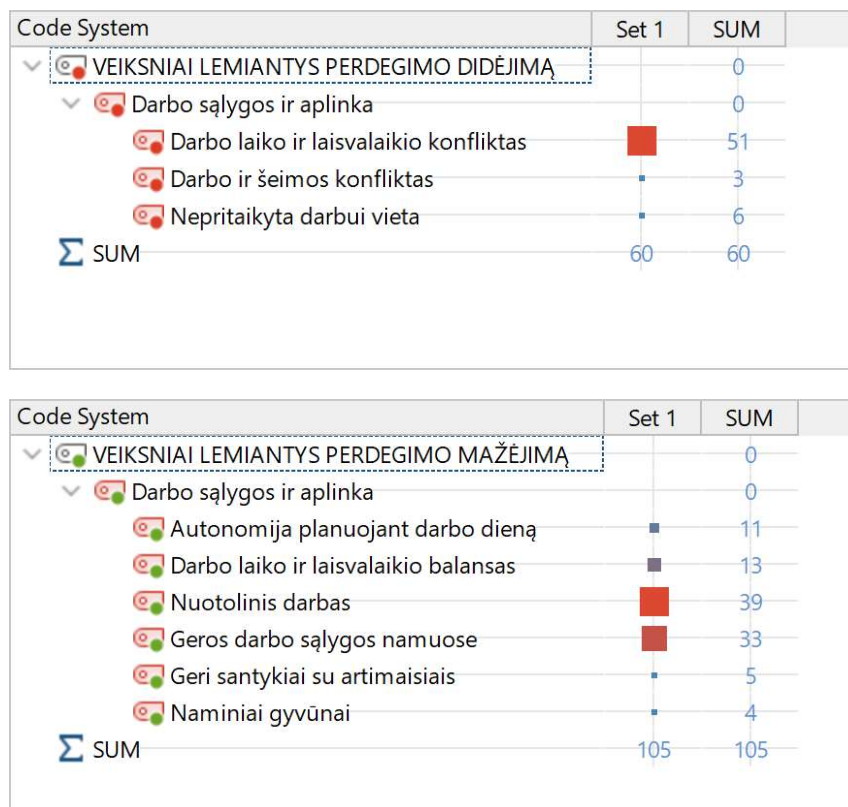 Code System Set 1 SUM
VEIKSNIAI LEMIANTYS PERDEGIMO DIDĖJIMĄ 0
Darbo sąlygos ir aplinka 0
Darbo laiko ir laisvalaikio konfliktas 51
Darbo ir šeimos konfliktas 3
Nepritaikyta darbui vieta 6
Σ SUM 60 60
Code System Set 1 SUM
VEIKSNIAI LEMIANTYS PERDEGIMO MAŽĖJIMĄ 0
Darbo sąlygos ir aplinka 0
Autonomija planuojant darbo dieną 11
Darbo laiko ir laisvalaikio balansas 13
Nuotolinis darbas 39
Geros darbo sąlygos namuose 33
Geri santykiai su artimaisiais 5
Naminiai gyvūnai 4
Σ SUM 105 105